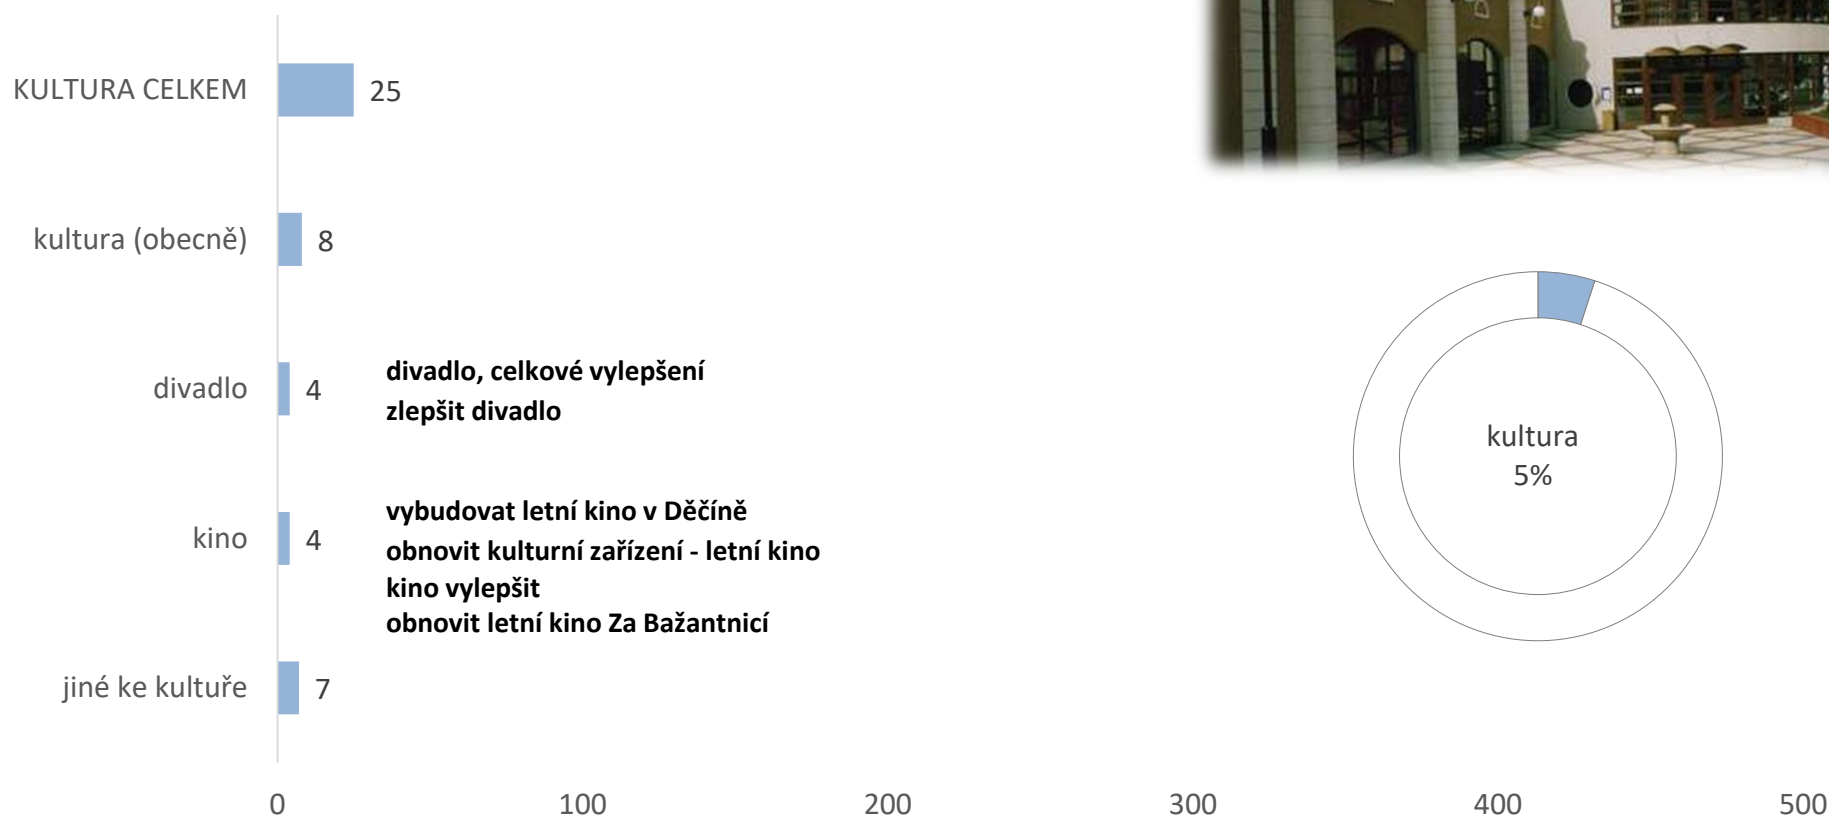 KULTURA CELKEM
25
kultura (obecně)
8
divadlo
4
divadlo, celkové vylepšení
zlepšit divadlo
kino
4
vybudovat letní kino v Děčíně
obnovit kulturní zařízení - letní kino
kino vylepšit
obnovit letní kino Za Bažantnicí
jiné ke kultuře
7
0 100 200 300 400 500
kultura
5%